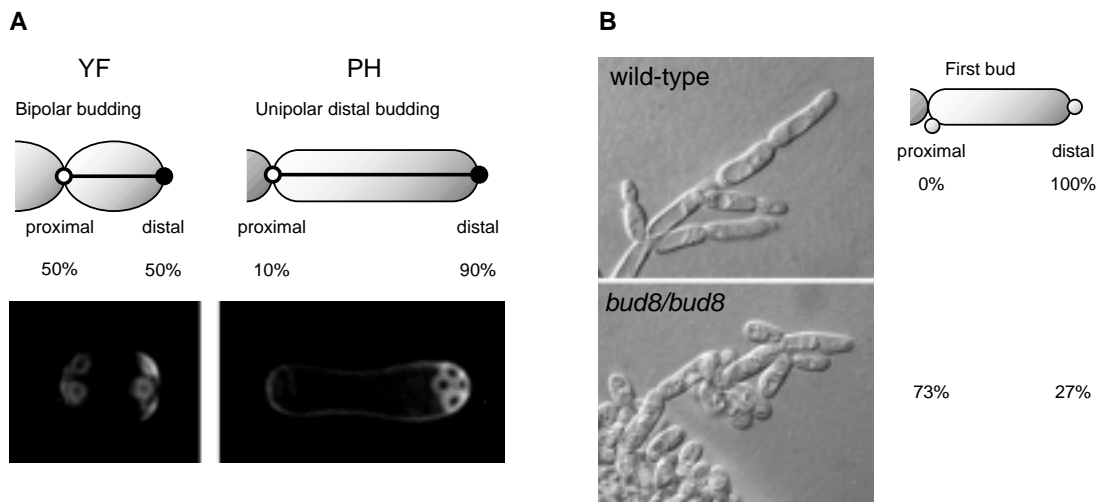 A
YF PH
Bipolar budding Unipolar distal budding
proximal distal proximal distal
50% 50% 10% 90%
B
wild-type
First bud
proximal distal
0% 100%
bud8/bud8
73% 27%